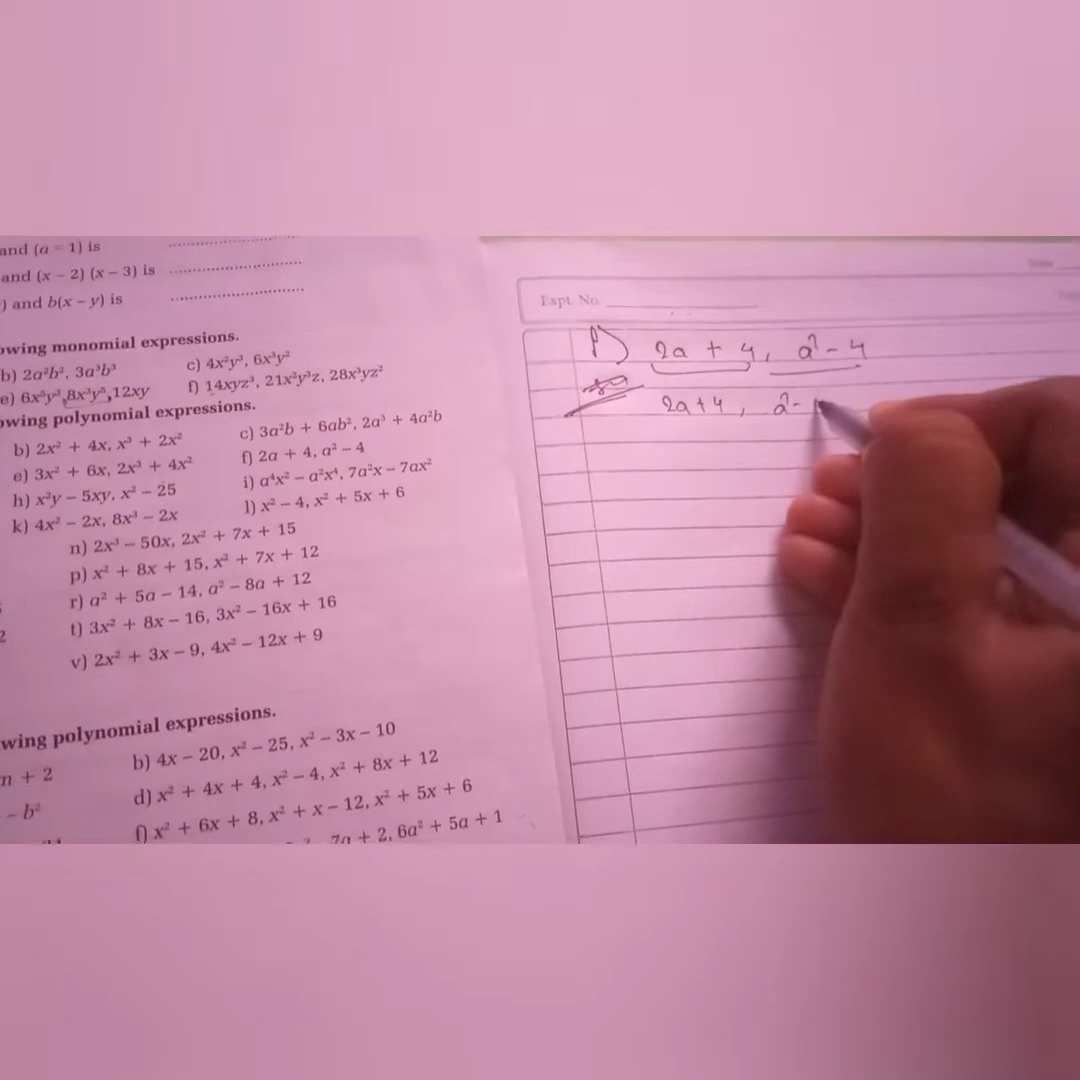 and (a = 1) is ....................
and (x – 2) (x – 3) is ....................
) and b(x – y) is ....................
owing monomial expressions.
b) 2a²b², 3a³b³ c) 4x²y³, 6x³y²
e) 6x⁵y³, 8x³y⁵, 12xy f) 14xyz³, 21x²y³z, 28x³yz²
owing polynomial expressions.
b) 2x² + 4x, x³ + 2x² c) 3a²b + 6ab², 2a³ + 4a²b
e) 3x² + 6x, 2x³ + 4x² f) 2a + 4, a² – 4
h) x²y – 5xy, x² – 25 i) a⁴x² – a²x⁴, 7a²x – 7ax²
k) 4x² – 2x, 8x³ – 2x l) x² – 4, x² + 5x + 6
n) 2x³ – 50x, 2x² + 7x + 15
p) x² + 8x + 15, x² + 7x + 12
r) a² + 5a – 14, a² – 8a + 12
2 t) 3x² + 8x – 16, 3x² – 16x + 16
v) 2x² + 3x – 9, 4x² – 12x + 9
wing polynomial expressions.
n + 2 b) 4x – 20, x² – 25, x² – 3x – 10
– b² d) x² + 4x + 4, x² – 4, x² + 8x + 12
f) x² + 6x + 8, x² + x – 12, x² + 5x + 6
7a + 2, 6a² + 5a + 1
Expt. No.
2a + 4, a² - 4
2a+4, a² -